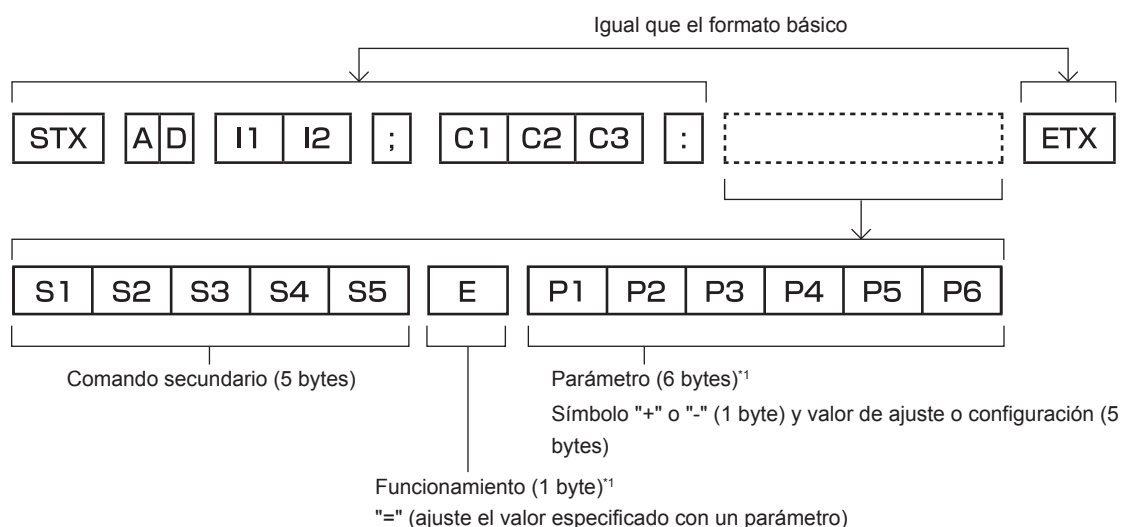 Igual que el formato básico
STX A D I1 I2 ; C1 C2 C3 : ETX
S1 S2 S3 S4 S5 E P1 P2 P3 P4 P5 P6
Comando secundario (5 bytes)
Parámetro (6 bytes)*1
Símbolo "+" o "-" (1 byte) y valor de ajuste o configuración (5
bytes)
Funcionamiento (1 byte)*1
"=" (ajuste el valor especificado con un parámetro)